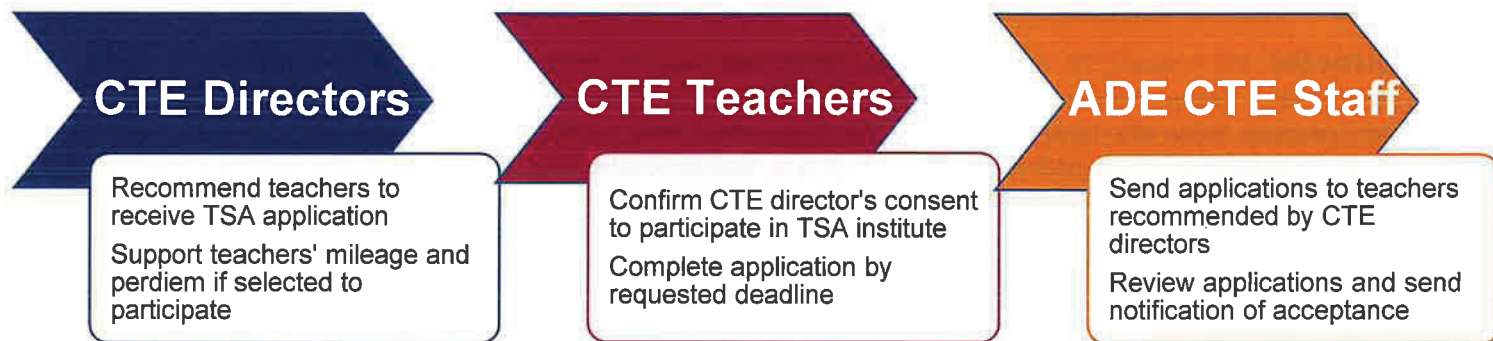 CTE Directors
Recommend teachers to
receive TSA application
Support teachers' mileage and
perdiem if selected to
participate
CTE Teachers
Confirm CTE director's consent
to participate in TSA institute
Complete application by
requested deadline
ADE CTE Staff
Send applications to teachers
recommended by CTE
directors
Review applications and send
notification of acceptance